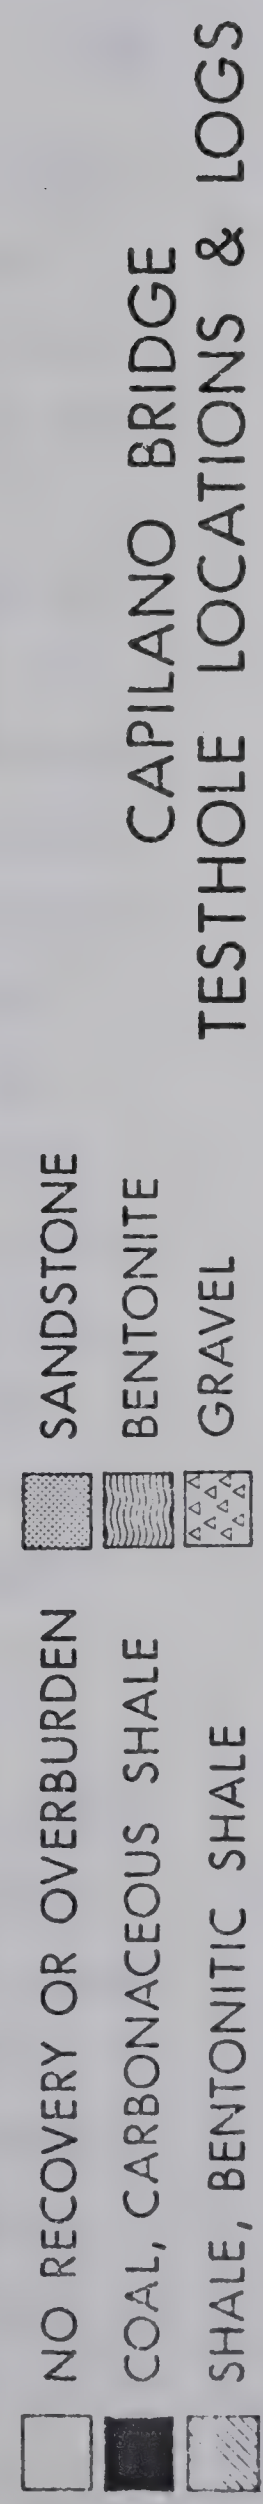 NO RECOVERY OR OVERBURDEN
COAL, CARBONACEOUS SHALE
SHALE, BENTONITIC SHALE
SANDSTONE
BENTONITE
GRAVEL
CAPILANO BRIDGE
TESTHOLE LOCATIONS & LOGS